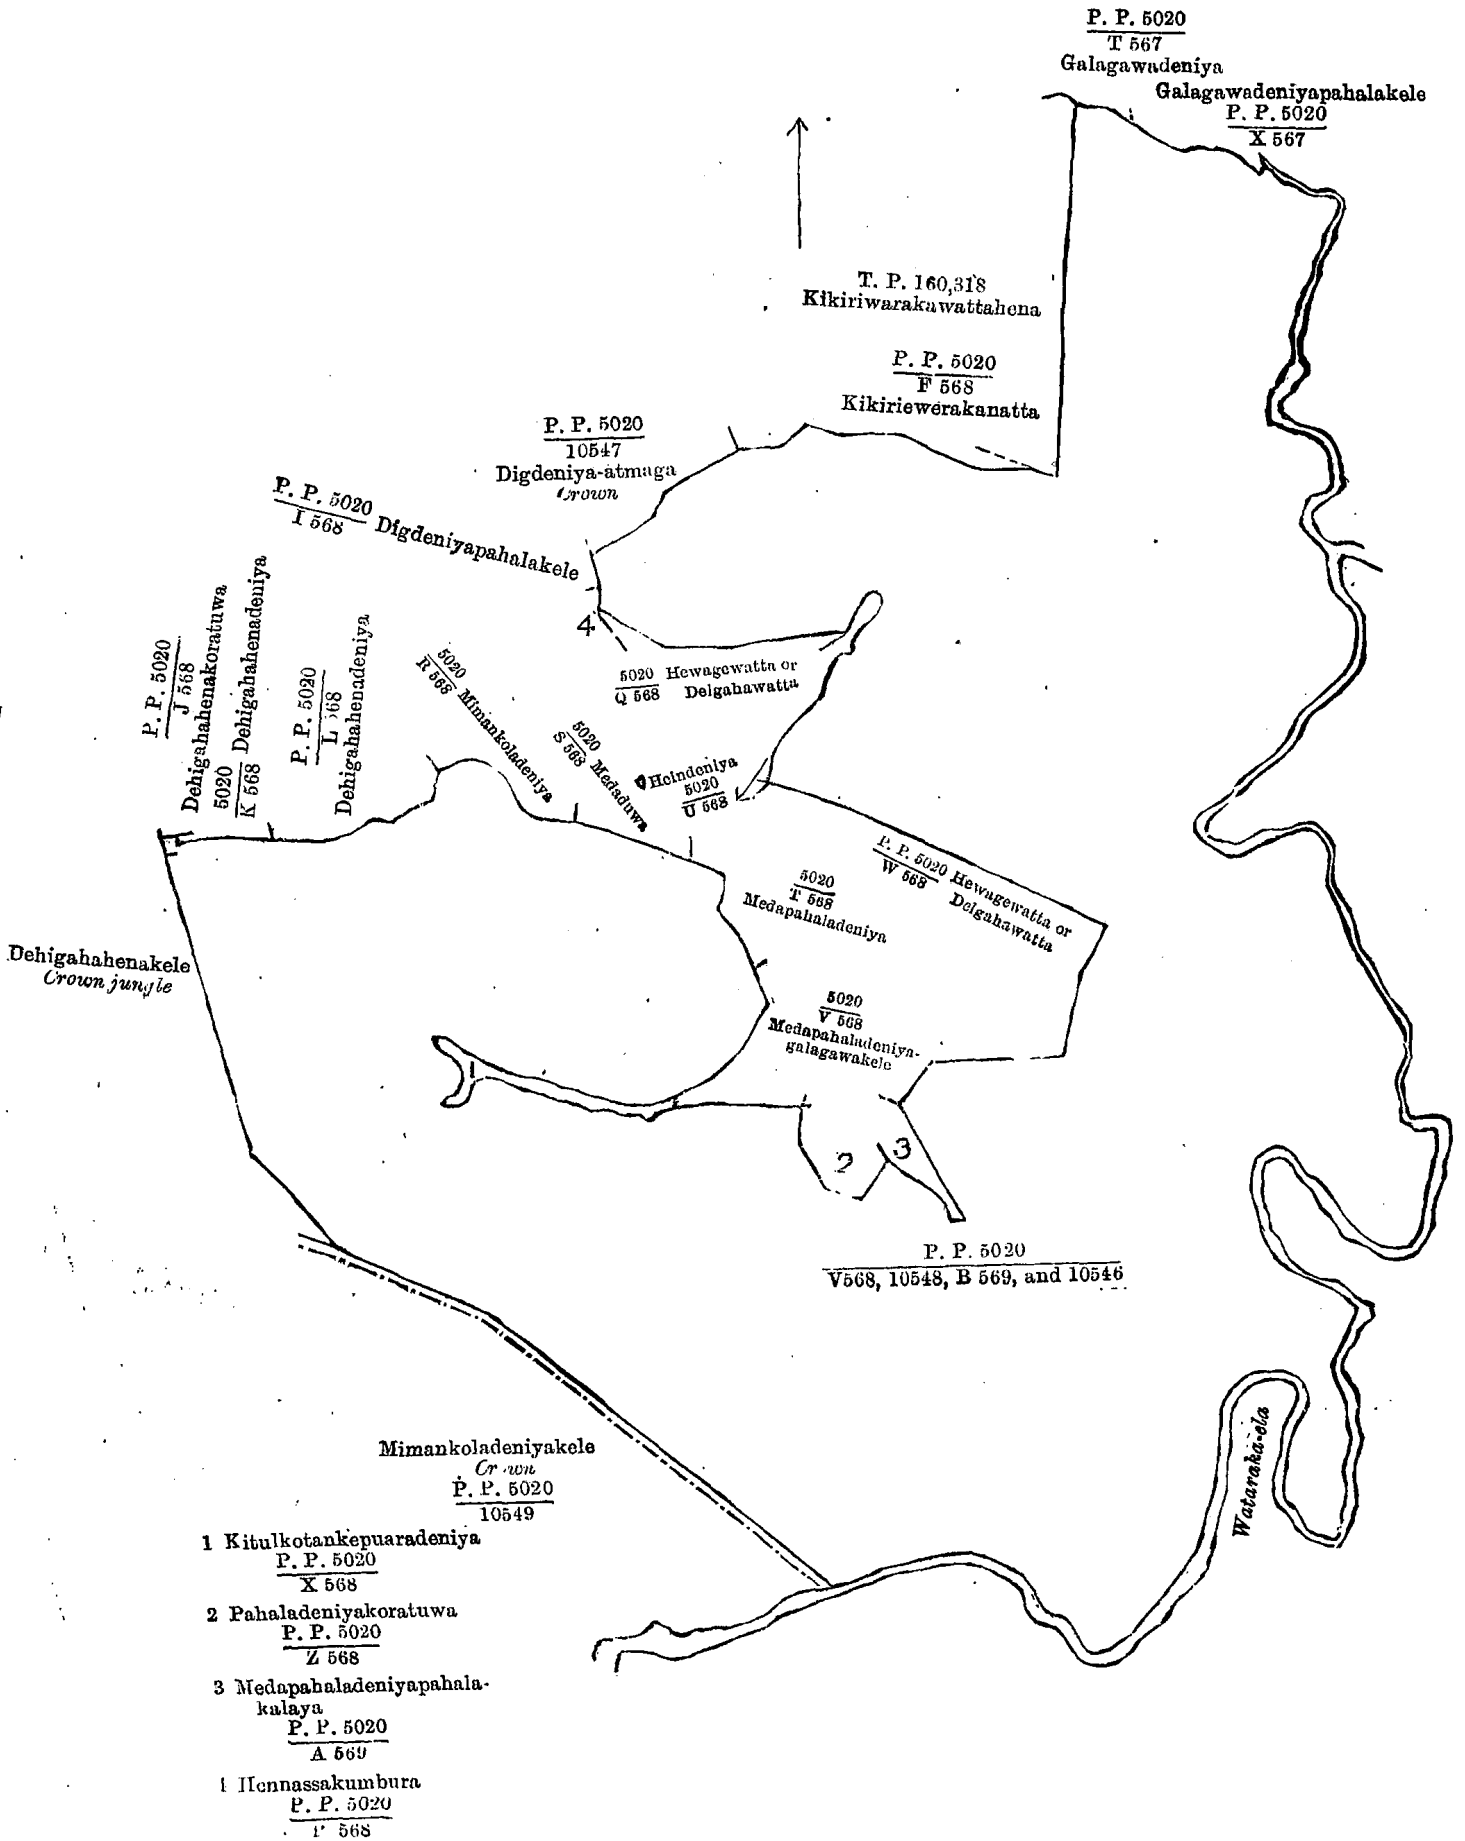 P. P. 5020
T 567
Galagawadeniya
Galagawadeniyapahalakele
P. P. 5020
X 567
T. P. 160,318
Kikiriwarakawattahena
P. P. 5020
F 568
Kikiriewerakanatta
P. P. 5020
10547
Digdeniya-atmaga
Crown
P. P. 5020
I 568
Digdeniyapahalakele
4
P. P. 5020
J 568
Dehigahahenakoratuwa
5020
K 568
Dehigahahenadeniya
P. P. 5020
L 568
Dehigahahenadeniya
5020
R 568
Mimankoladeniya
5020
S 568
Medaduwa
5020
Q 568
Hewagewatta or
Delgahawatta
Heindeniya
5020
U 568
P. P. 5020
W 568
Hewagewatta or
Delgahawatta
5020
T 568
Medapahaladeniya
5020
V 568
Medapahaladeniya-
galagawakele
Dehigahahenakele
Crown jungle
2
3
P. P. 5020
V568, 10548, B 569, and 10546
Wataraka-ela
Mimankoladeniyakele
Cr wn
P. P. 5020
10549
1 Kitulkotankepuaradeniya
P. P. 5020
X 568
2 Pahaladeniyakoratuwa
P. P. 5020
Z 568
3 Medapahaladeniyapahala-
kalaya
P. P. 5020
A 569
Hennassakumbura
P. P. 5020
568